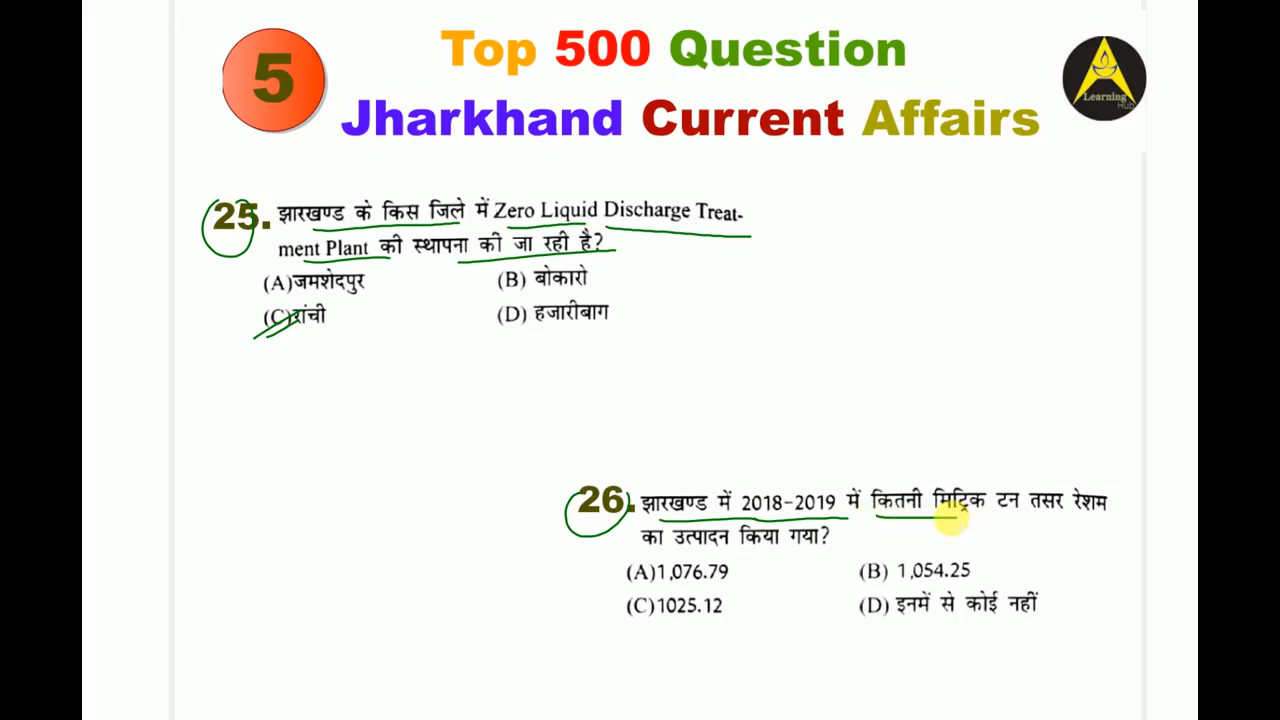 5
Top 500 Question
Jharkhand Current Affairs
Learning
Hub
25. झारखण्ड के किस जिले में Zero Liquid Discharge Treat-
ment Plant की स्थापना की जा रही है?
(A)जमशेदपुर (B) बोकारो
(C)रांची (D) हजारीबाग
26. झारखण्ड में 2018-2019 में कितनी मिट्रिक टन तसर रेशम
का उत्पादन किया गया?
(A)1,076.79 (B) 1,054.25
(C)1025.12 (D) इनमें से कोई नहीं